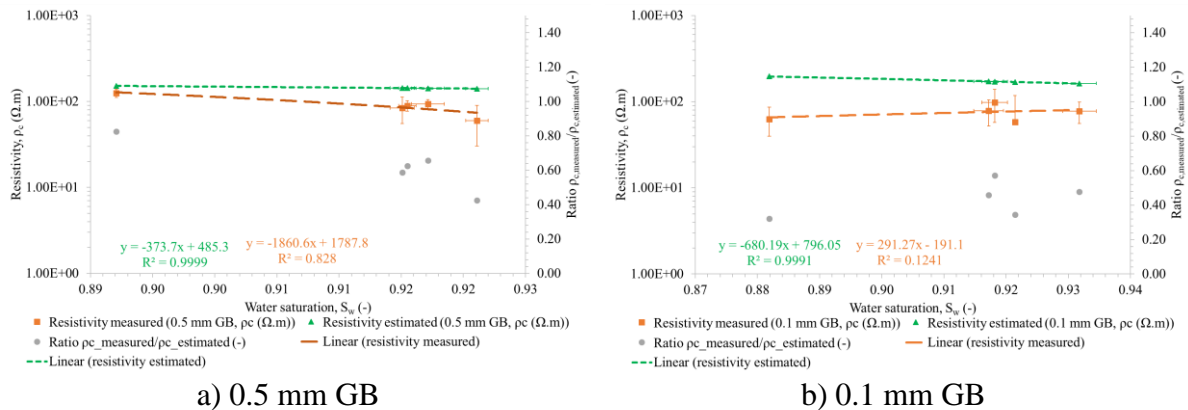 1.00E+03
1.00E+02
1.00E+01
1.00E+00
Resistivity, ρc (Ω.m)
1.40
1.20
1.00
0.80
0.60
0.40
0.20
0.00
Ratio ρc,measured/ρc,estimated (-)
y = -373.7x + 485.3
R² = 0.9999
y = -1860.6x + 1787.8
R² = 0.828
0.89 0.90 0.90 0.91 0.91 0.92 0.92 0.93
Water saturation, Sw (-)
Resistivity measured (0.5 mm GB, ρc (Ω.m))
Resistivity estimated (0.5 mm GB, ρc (Ω.m))
Ratio ρc_measured/ρc_estimated (-)
Linear (resistivity measured)
Linear (resistivity estimated)
a) 0.5 mm GB
1.00E+03
1.00E+02
1.00E+01
1.00E+00
Resistivity, ρc (Ω.m)
1.40
1.20
1.00
0.80
0.60
0.40
0.20
0.00
Ratio ρc,measured/ρc,estimated (-)
y = -680.19x + 796.05
R² = 0.9991
y = 291.27x - 191.1
R² = 0.1241
0.87 0.88 0.89 0.90 0.91 0.92 0.93 0.94
Water saturation, Sw (-)
Resistivity measured (0.1 mm GB, ρc (Ω.m))
Resistivity estimated (0.1 mm GB, ρc (Ω.m))
Ratio ρc_measured/ρc_estimated (-)
Linear (resistivity measured)
Linear (resistivity estimated)
b) 0.1 mm GB